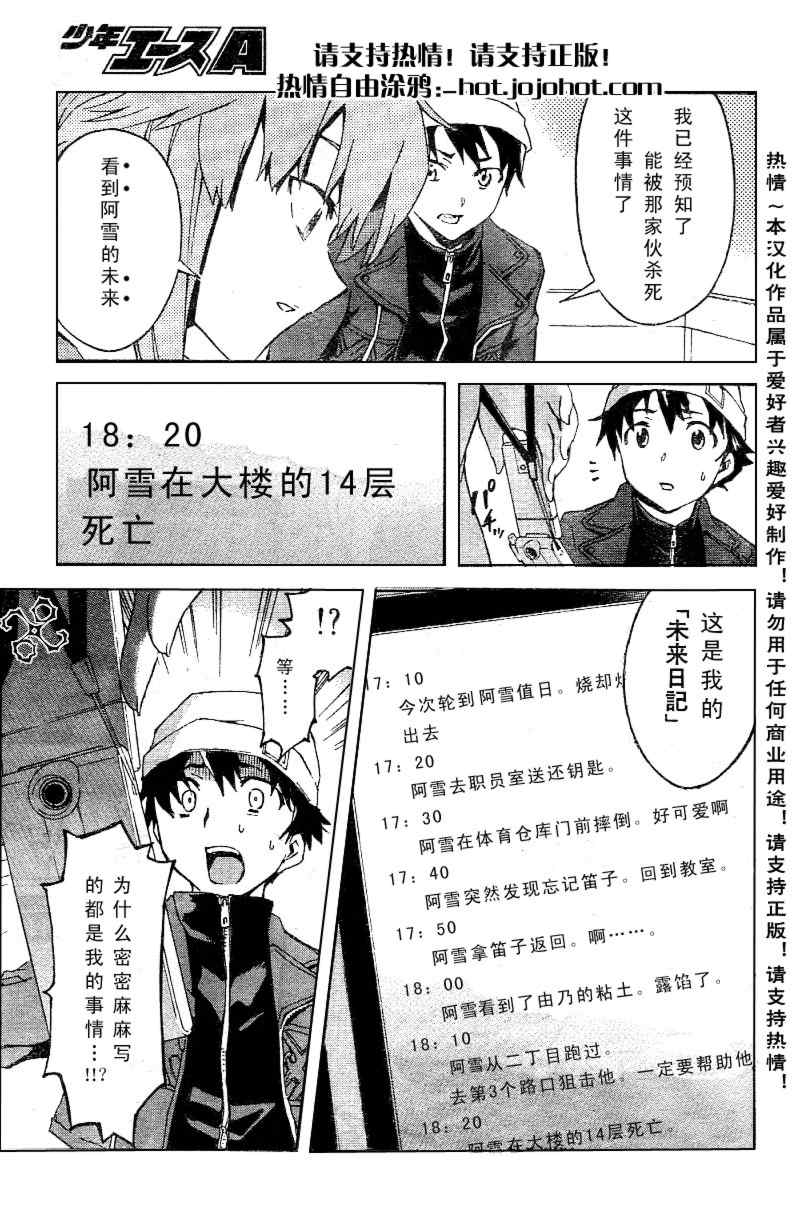 少年エースA
请支持热情！请支持正版！
热情自由涂鸦：-hot.jojohot.com
我已经预知了
能被那家伙杀死
这件事情了
看到阿雪的未来
パ
チッ
18：20
阿雪在大楼的14层
死亡
这是我的
「未来日記」
17：10
今次轮到阿雪值日。烧却
出去
17：20
阿雪去职员室送还钥匙。
17：30
阿雪在体育仓库门前摔倒。好可爱啊
17：40
阿雪突然发现忘记笛子。回到教室。
17：50
阿雪拿笛子返回。啊……。
18：00
阿雪看到了由乃的粘土。露馅了。
18：10
阿雪从二丁目跑过。
去第3个路口狙击他。一定要帮助他
18：20
阿雪在大楼的14层死亡。
!?
等……
为什么密密麻麻写
的都是我的事情…!!?
热情～本汉化作品属于爱好者兴趣爱好制作！请勿用于任何商业用途！请支持正版！请支持热情！